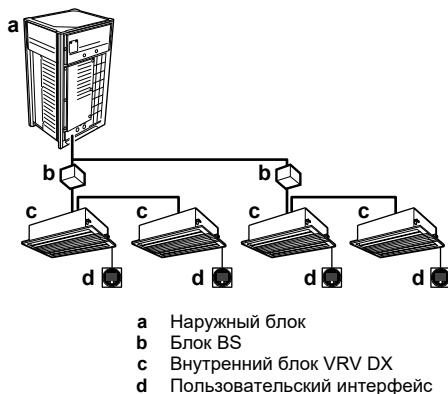 a
b b
c c c c
d d d d
a Наружный блок
b Блок BS
c Внутренний блок VRV DX
d Пользовательский интерфейс